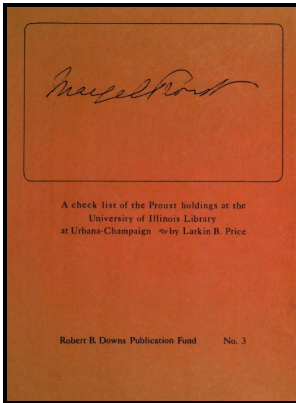 Marcel Proust
A check list of the Proust holdings at the
University of Illinois Library
at Urbana-Champaign by Larkin B. Price
Robert B. Downs Publication Fund No. 3